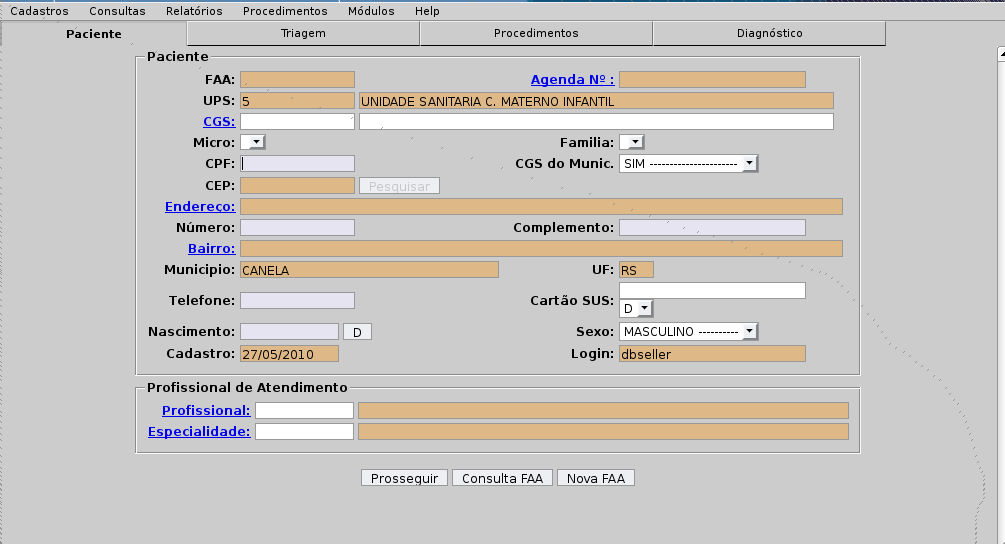 Cadastros Consultas Relatórios Procedimentos Módulos Help
Paciente Triagem Procedimentos Diagnóstico
Paciente
FAA: Agenda Nº :
UPS: 5 UNIDADE SANITARIA C. MATERNO INFANTIL
CGS:
Micro: Familia:
CPF: CGS do Munic. SIM ----------------------
CEP: Pesquisar
Endereço:
Número: Complemento:
Bairro:
Municipio: CANELA UF: RS
Telefone: Cartão SUS:
D
Nascimento: D Sexo: MASCULINO ----------
Cadastro: 27/05/2010 Login: dbseller
Profissional de Atendimento
Profissional:
Especialidade:
Prosseguir Consulta FAA Nova FAA